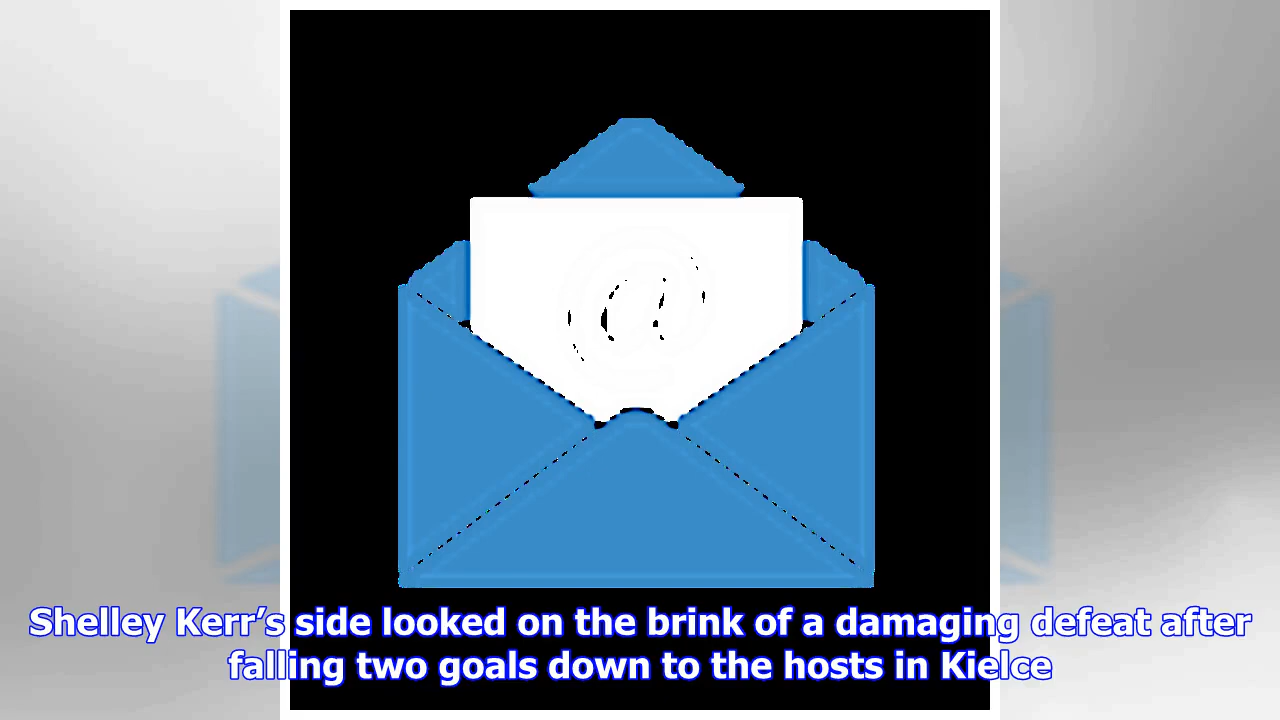 @
Shelley Kerr’s side looked on the brink of a damaging defeat after
falling two goals down to the hosts in Kielce